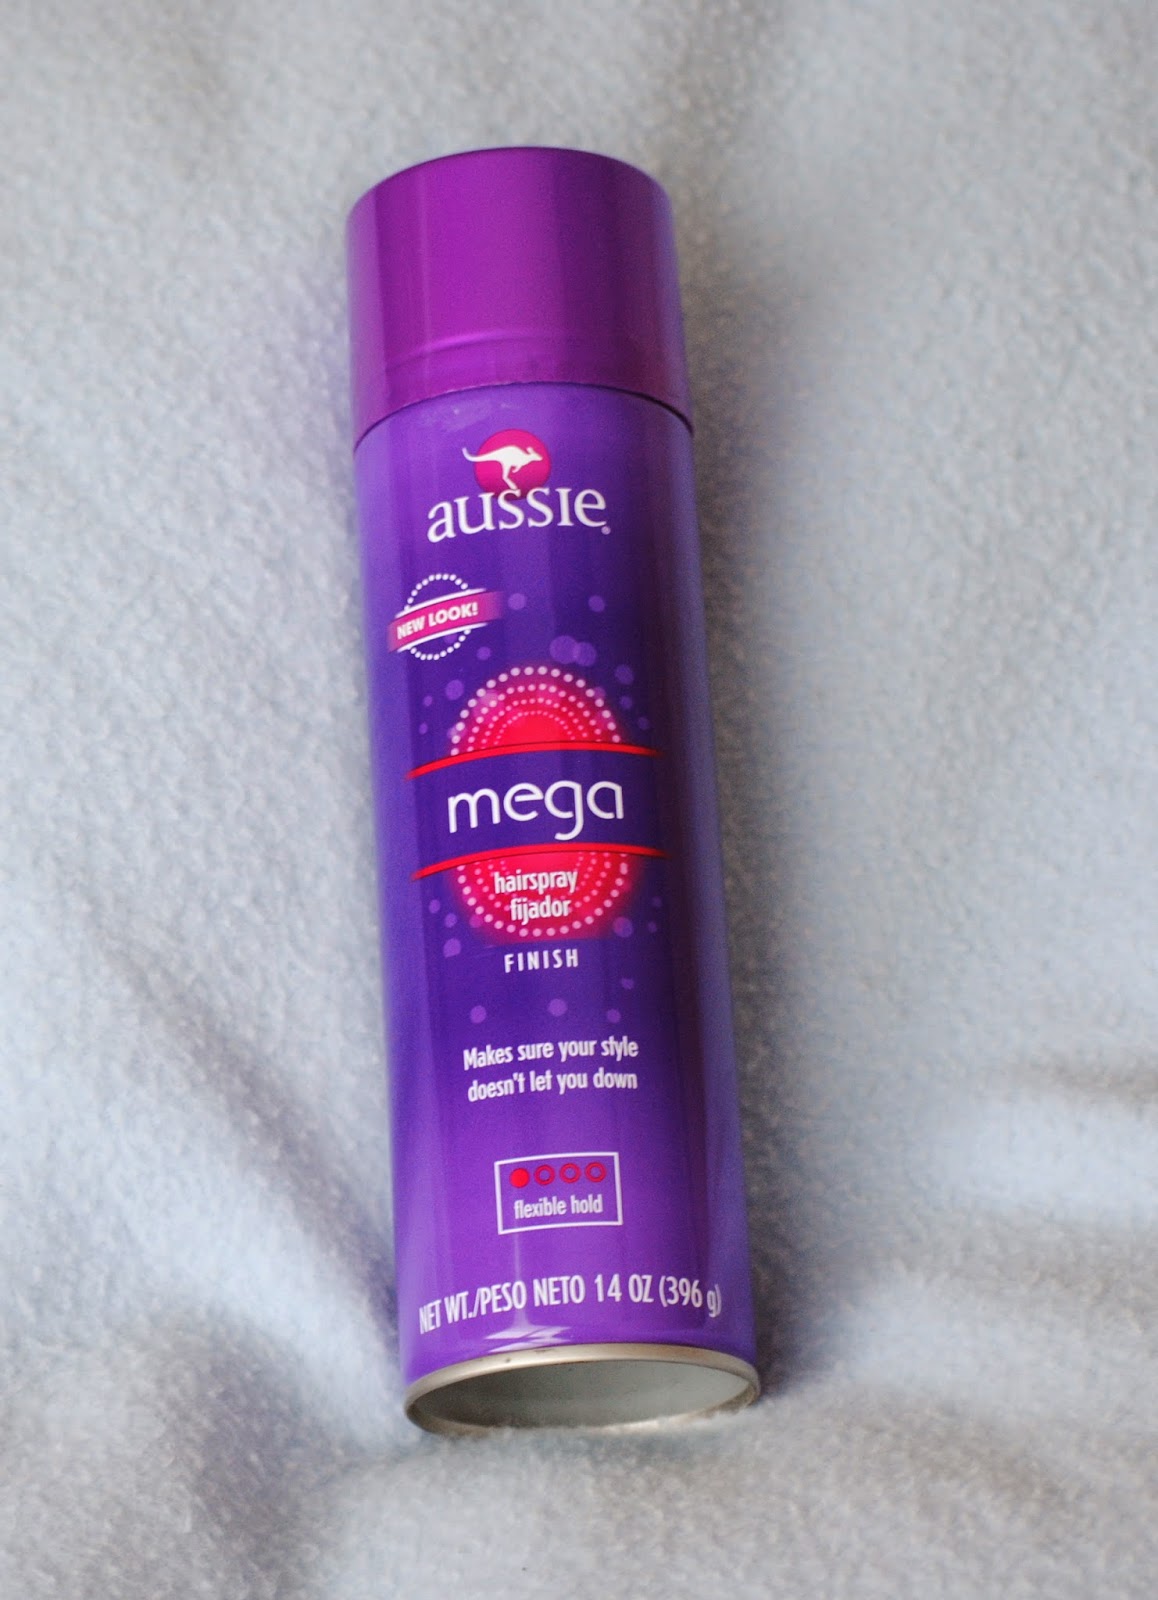 aussie
NEW LOOK!
mega
hairspray
fijador
FINISH
Makes sure your style
doesn't let you down
flexible hold
NET WT./PESO NETO 14 OZ (396 g)